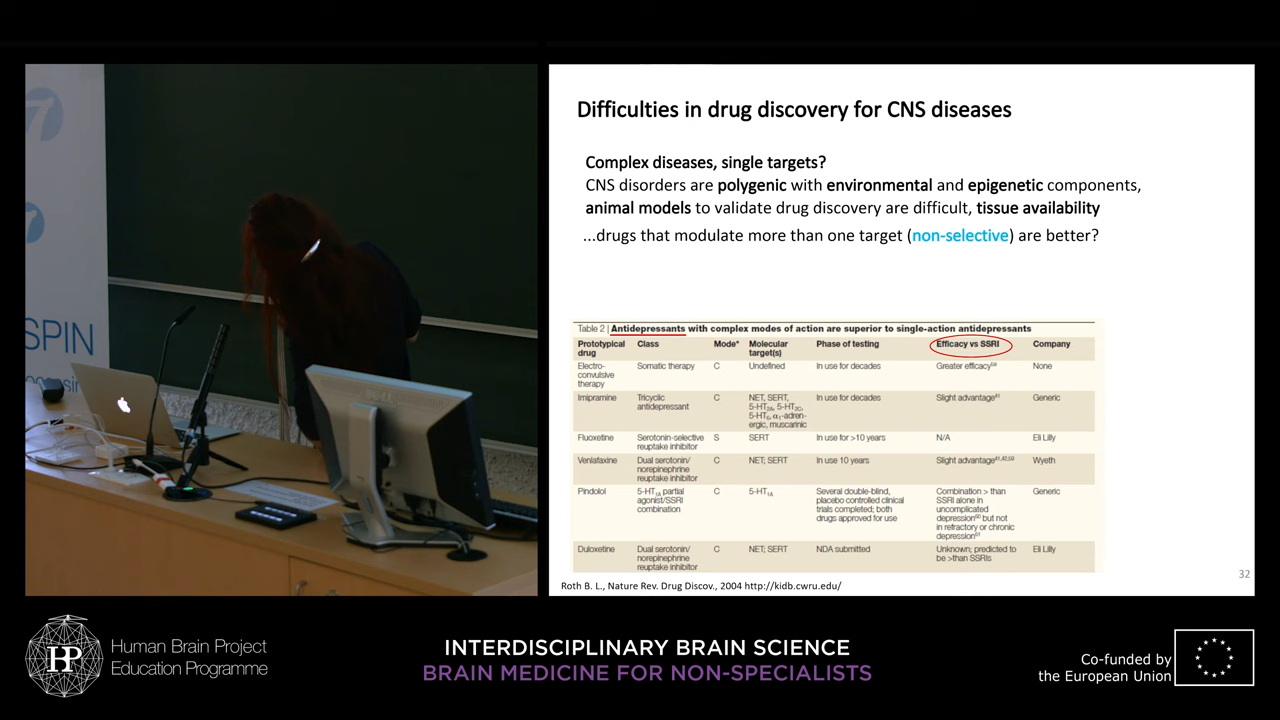 SPIN
Difficulties in drug discovery for CNS diseases
Complex diseases, single targets?
CNS disorders are polygenic with environmental and epigenetic components,
animal models to validate drug discovery are difficult, tissue availability
...drugs that modulate more than one target (non-selective) are better?
Table 2 | Antidepressants with complex modes of action are superior to single-action antidepressants
Prototypical drug Class Mode* Molecular target(s) Phase of testing Efficacy vs SSRI Company
Electro-convulsive therapy Somatic therapy C Undefined In use for decades Greater efficacy None
Imipramine Tricyclic antidepressant C NET, SERT, 5-HT2A, 5-HT2C, 5-HT6, α1-adrenergic, muscarinic In use for decades Slight advantage Generic
Fluoxetine Serotonin-selective reuptake inhibitor S SERT In use for >10 years N/A Eli Lilly
Venlafaxine Dual serotonin/norepinephrine reuptake inhibitor C NET; SERT In use 10 years Slight advantage Wyeth
Pindolol 5-HT1A partial agonist/SSRI combination C 5-HT1A Several double-blind, placebo controlled clinical trials completed; both drugs approved for use Combination > than SSRI alone in uncomplicated depression but not in refractory or chronic depression Generic
Duloxetine Dual serotonin/norepinephrine reuptake inhibitor C NET; SERT NDA submitted Unknown; predicted to be >than SSRIs Eli Lilly
Roth B. L., Nature Rev. Drug Discov., 2004 http://kidb.cwru.edu/
32
HP
Human Brain Project
Education Programme
INTERDISCIPLINARY BRAIN SCIENCE
BRAIN MEDICINE FOR NON-SPECIALISTS
Co-funded by
the European Union